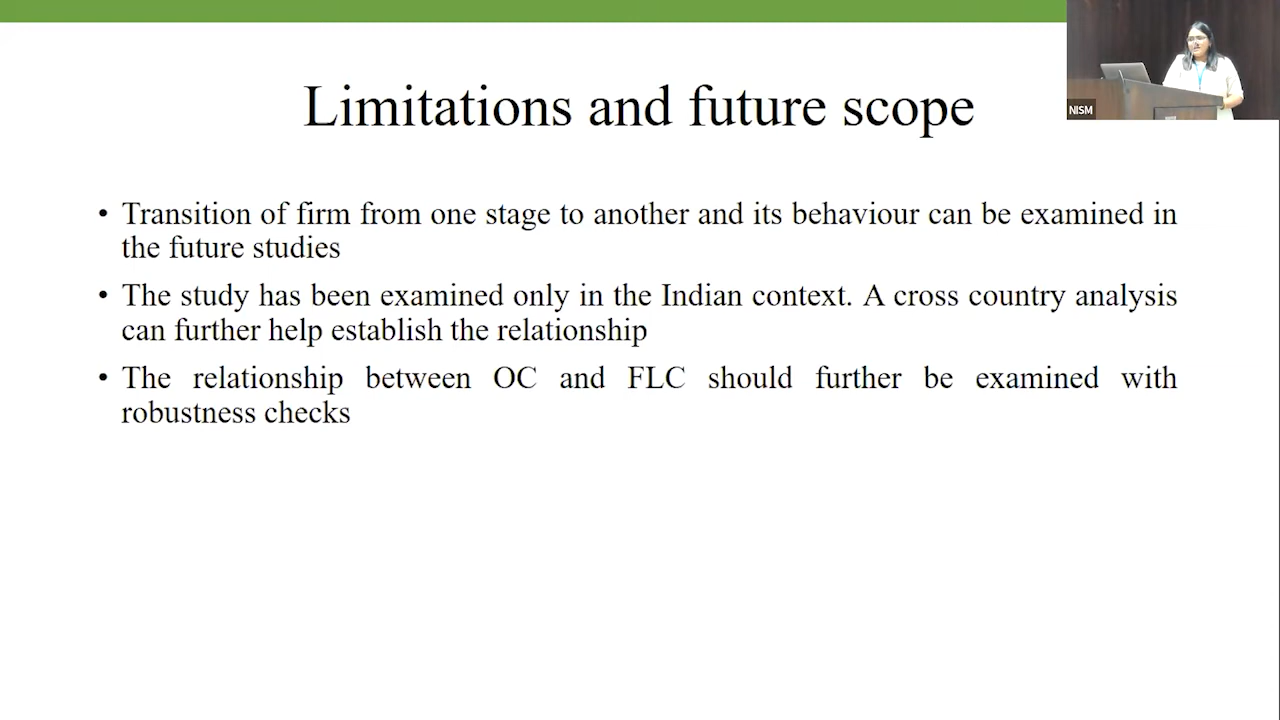 Limitations and future scope
NISM
• Transition of firm from one stage to another and its behaviour can be examined in
the future studies
• The study has been examined only in the Indian context. A cross country analysis
can further help establish the relationship
• The relationship between OC and FLC should further be examined with
robustness checks